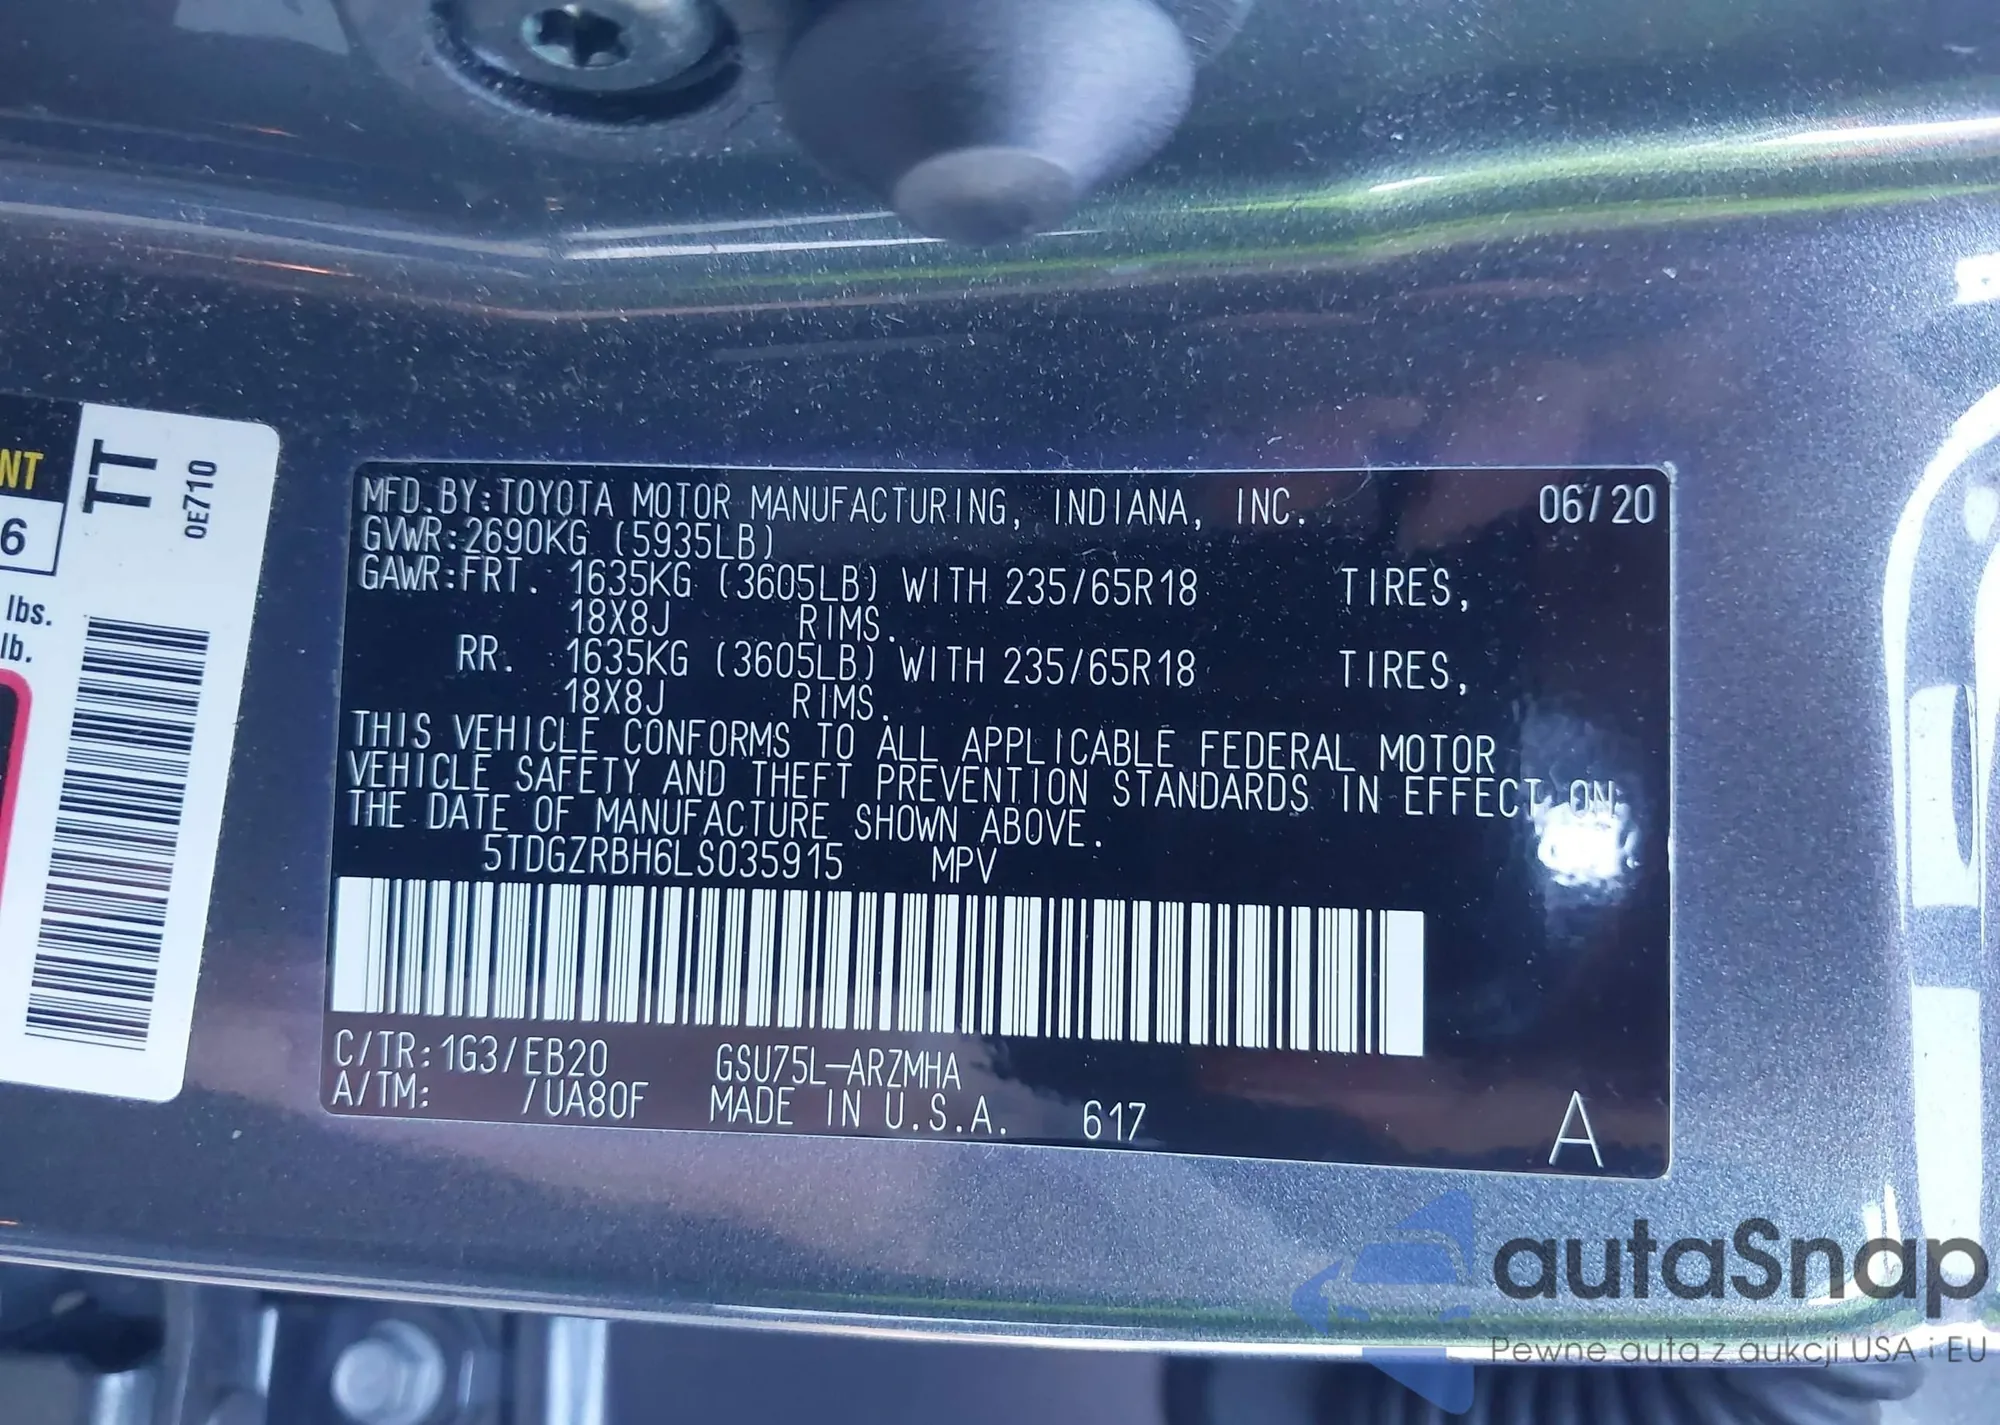 NT
6
lbs.
lb.
TT
0E710
MFD.BY:TOYOTA MOTOR MANUFACTURING, INDIANA, INC. 06/20
GVWR:2690KG (5935LB)
GAWR:FRT. 1635KG (3605LB) WITH 235/65R18 TIRES,
18X8J RIMS.
RR. 1635KG (3605LB) WITH 235/65R18 TIRES,
18X8J RIMS.
THIS VEHICLE CONFORMS TO ALL APPLICABLE FEDERAL MOTOR
VEHICLE SAFETY AND THEFT PREVENTION STANDARDS IN EFFECT ON
THE DATE OF MANUFACTURE SHOWN ABOVE.
5TDGZRBH6LS035915 MPV
C/TR:1G3/EB20 GSU75L-ARZMHA
A/TM: /UA80F MADE IN U.S.A. 617
A
autaSnap
Pewne auta z aukcji USA i EU